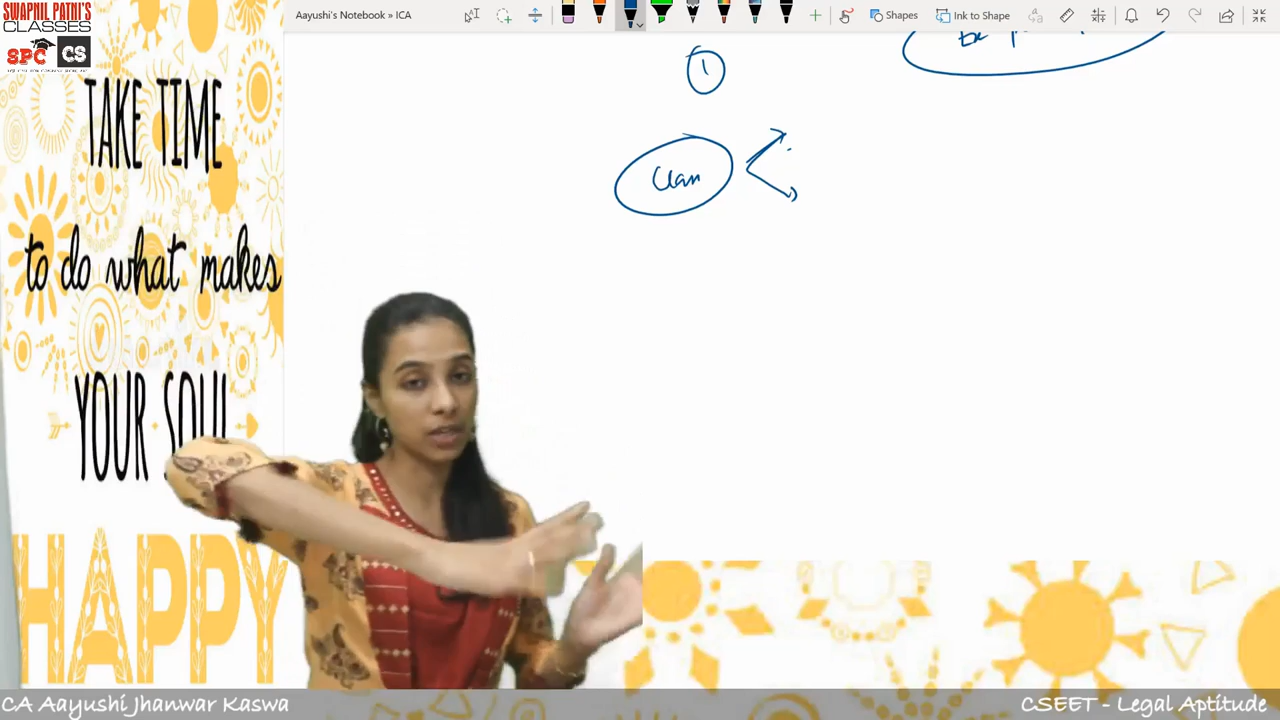 SWAPNIL PATNI'S
CLASSES
SPC CS
Aayushi's Notebook » ICA
Shapes
Ink to Shape
TAKE TIME
to do what makes
YOUR SOUL
HAPPY
1
CA Aayushi Jhanwar Kaswa
CSEET - Legal Aptitude